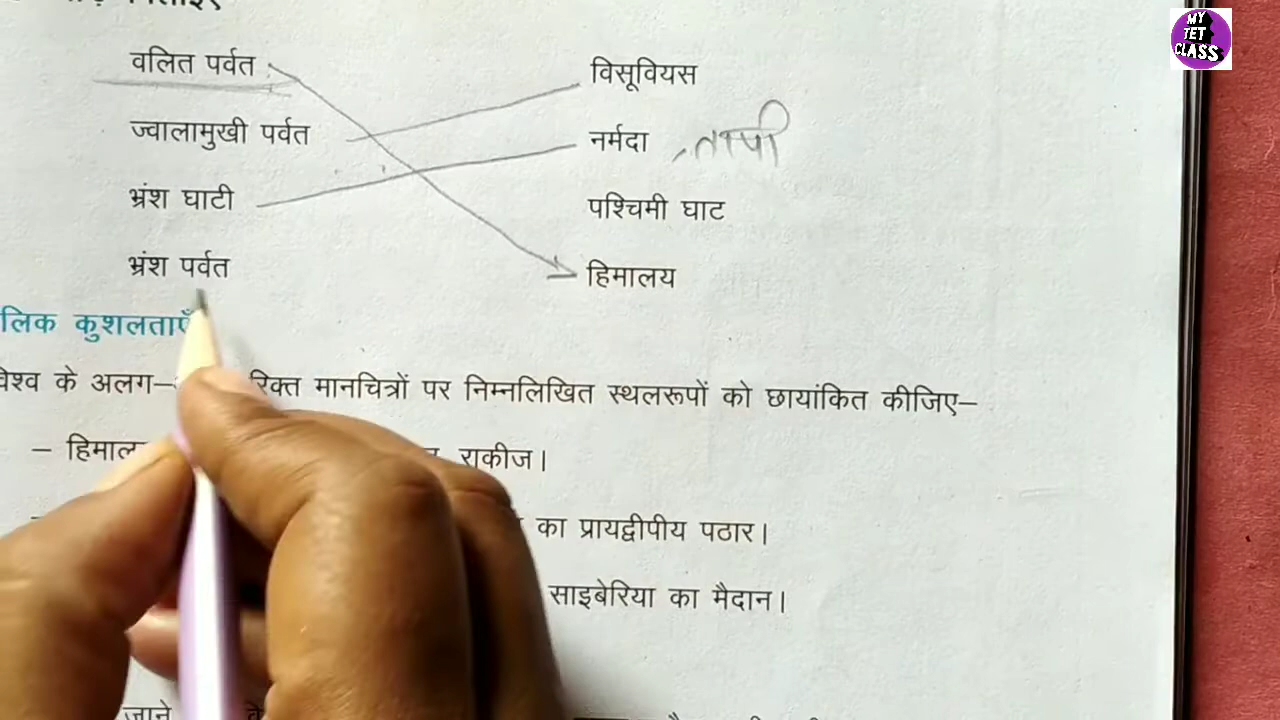 MY TET CLASS
वलित पर्वत विसूवियस
ज्वालामुखी पर्वत नर्मदा , तापी
भ्रंश घाटी पश्चिमी घाट
भ्रंश पर्वत हिमालय
लिक कुशलताएँ
विश्व के रिक्त मानचित्रों पर निम्नलिखित स्थलरूपों को छायांकित कीजिए–
– राकीज।
का प्रायद्वीपीय पठार।
साइबेरिया का मैदान।
जाने